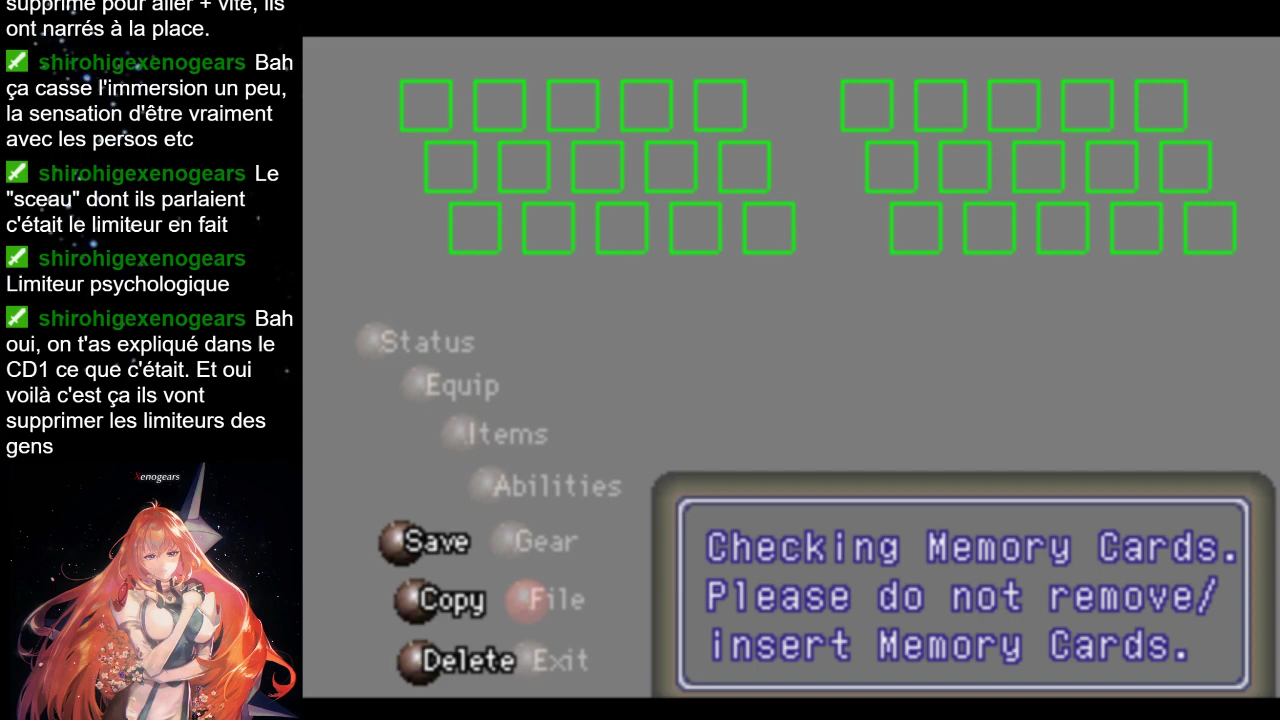 supprimé pour aller + vite, ils
ont narrés à la place.
shirohigexenogears Bah
ça casse l'immersion un peu,
la sensation d'être vraiment
avec les persos etc
shirohigexenogears Le
"sceau" dont ils parlaient
c'était le limiteur en fait
shirohigexenogears
Limiteur psychologique
shirohigexenogears Bah
oui, on t'as expliqué dans le
CD1 ce que c'était. Et oui
voilà c'est ça ils vont
supprimer les limiteurs des
gens
Xenogears
Status
Equip
Items
Abilities
Save Gear
Copy File
Delete Exit
Checking Memory Cards.
Please do not remove/
insert Memory Cards.